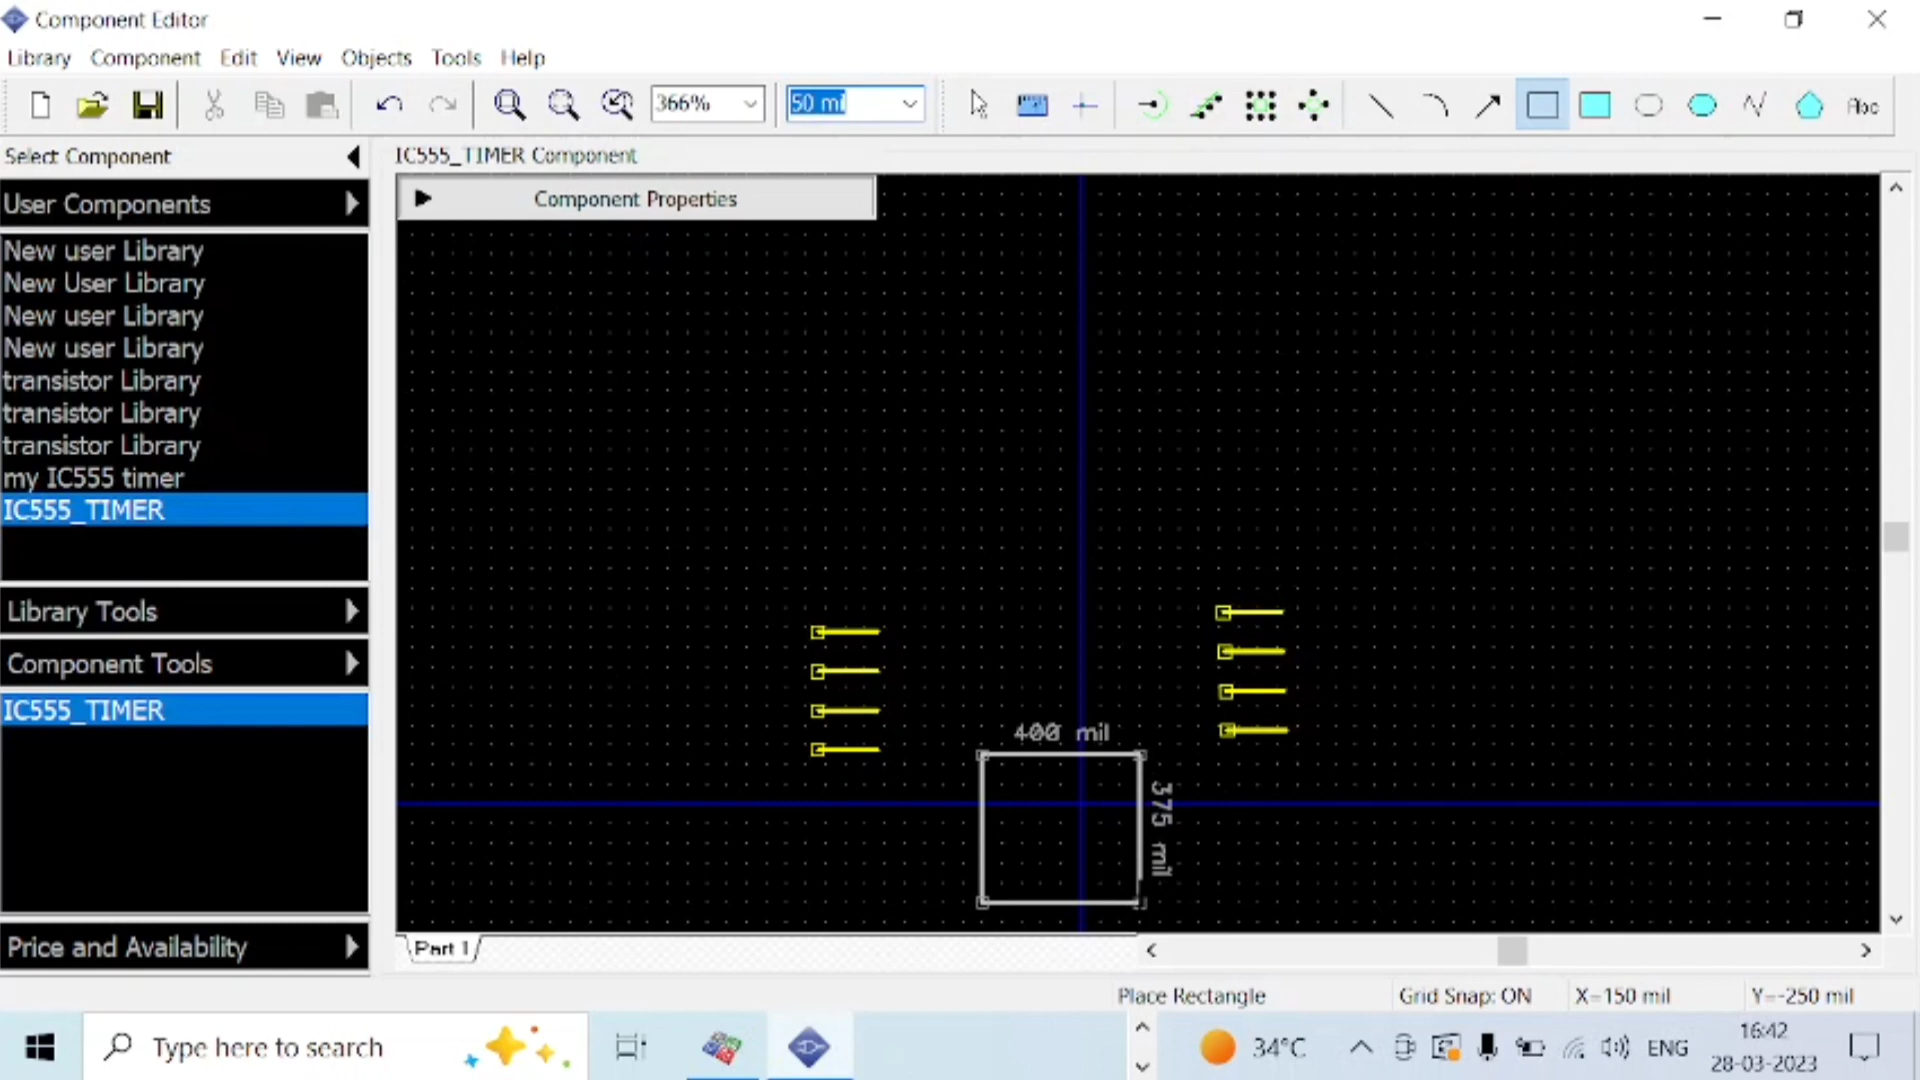 Component Editor
Library Component Edit View Objects Tools Help
366% 50 mi Abc
Select Component
IC555_TIMER Component
User Components
Component Properties
New user Library
New User Library
New user Library
New user Library
transistor Library
transistor Library
transistor Library
my IC555 timer
IC555_TIMER
Library Tools
Component Tools
IC555_TIMER
400 mil
375 mil
Price and Availability
Part 1
Place Rectangle Grid Snap: ON X=150 mil Y=-250 mil
Type here to search
34°C ENG 16:42
28-03-2023